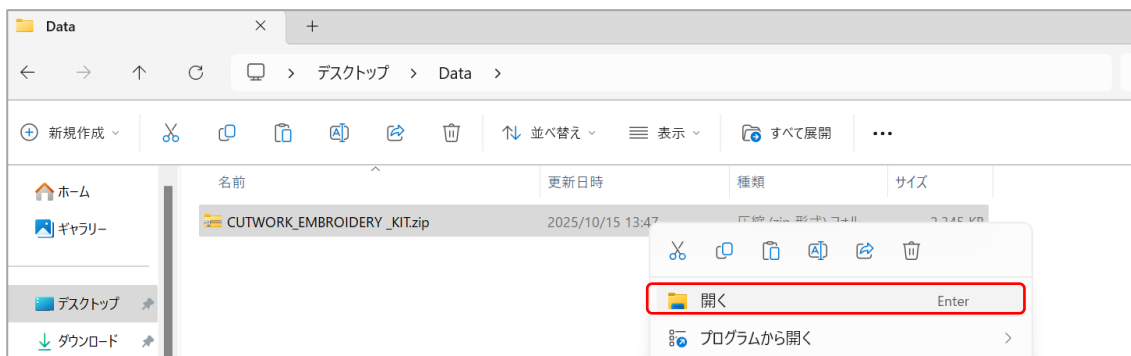 Data
デスクトップ > Data >
新規作成 並べ替え 表示 すべて展開
名前 更新日時 種類 サイズ
ホーム
ギャラリー
CUTWORK_EMBROIDERY _KIT.zip 2025/10/15 13:47
開く Enter
デスクトップ
プログラムから開く
ダウンロード